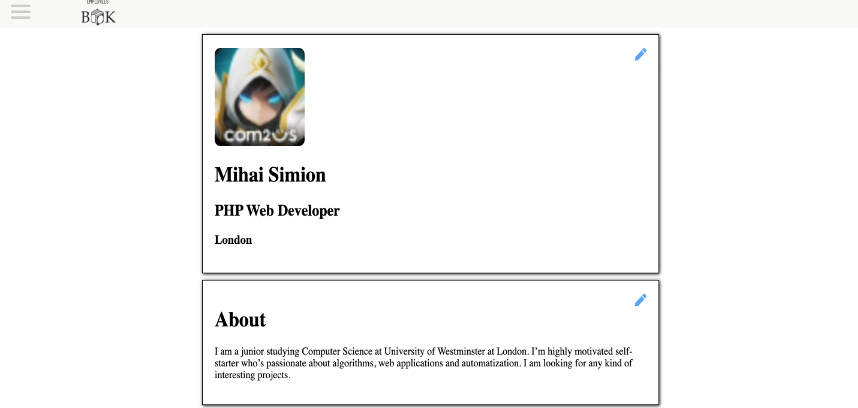 EMPLOYEES'
BOOK
com2us
Mihai Simion
PHP Web Developer
London
About
I am a junior studying Computer Science at University of Westminster at London. I'm highly motivated self-
starter who's passionate about algorithms, web applications and automatization. I am looking for any kind of
interesting projects.